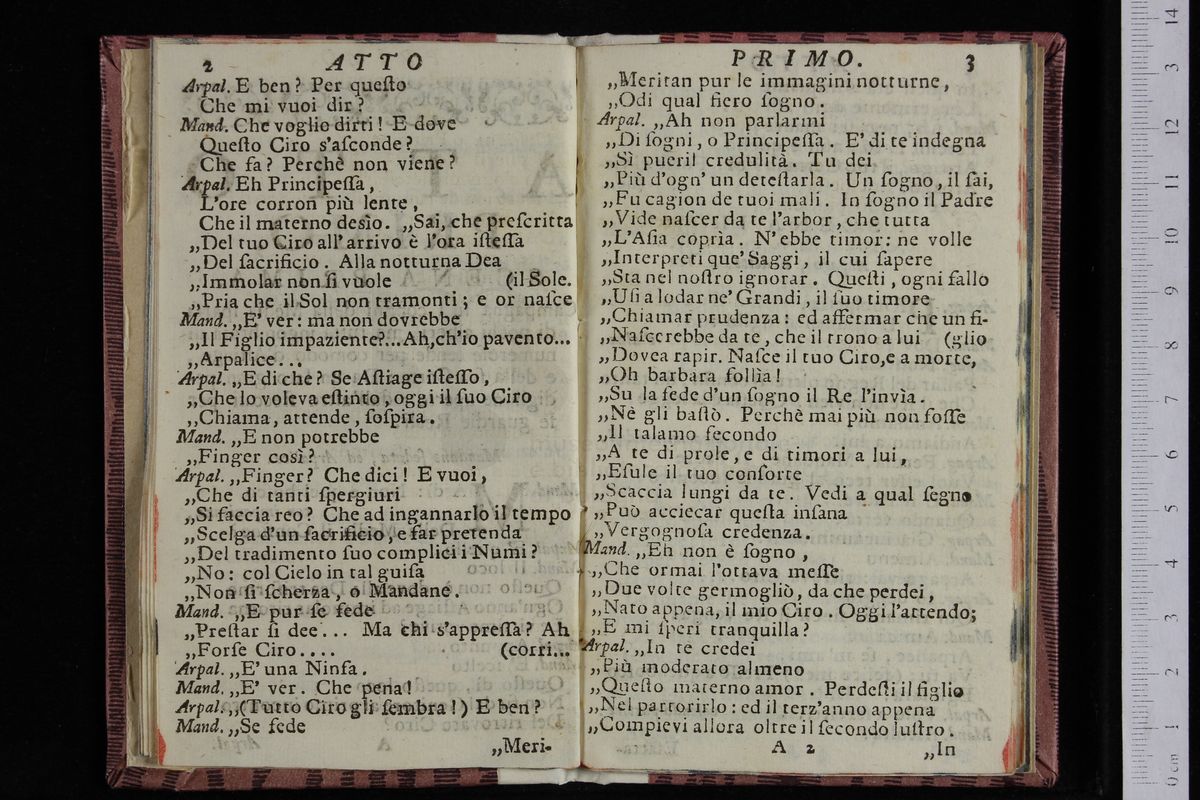 2 ATTO
Arpal. E ben? Per queſto
Che mi vuoi dir?
Mand. Che voglio dirti! E dove
Queſto Ciro s'aſconde?
Che fa? Perchè non viene?
Arpal. Eh Principeſſa,
L'ore corron più lente,
Che il materno desìo. „Sai, che preſcritta
„Del tuo Ciro all' arrivo è l'ora iſteſſa
„Del ſacrificio. Alla notturna Dea
„Immolar non ſi vuole (il Sole.
„Pria che il Sol non tramonti; e or naſce
Mand. „E' ver: ma non dovrebbe
„Il Figlio impaziente?...Ah,ch'io pavento...
„Arpalice...
Arpal. „E di che? Se Aſtiage iſteſſo,
„Che lo voleva eſtinto, oggi il ſuo Ciro
„Chiama, attende, ſoſpira.
Mand. „E non potrebbe
„Finger così?
Arpal. „Finger? Che dici! E vuoi,
„Che di tanti ſpergiuri
„Si faccia reo? Che ad ingannarlo il tempo
„Scelga d'un ſacrificio, e far pretenda
„Del tradimento ſuo complici i Numi?
„No: col Cielo in tal guiſa
„Non ſi ſcherza, o Mandane.
Mand. „E pur ſe fede
„Preſtar ſi dee... Ma chi s'appreſſa? Ah
„Forſe Ciro.... (corri...
Arpal. „E' una Ninfa.
Mand. „E' ver. Che pena!
Arpal. „(Tutto Ciro gli ſembra!) E ben?
Mand. „Se fede
„Meri-
PRIMO. 3
„Meritan pur le immagini notturne,
„Odi qual fiero ſogno.
Arpal. „Ah non parlarmi
„Di ſogni, o Principeſſa. E' di te indegna
„Sì pueril credulità. Tu dei
„Più d'ogn' un deteſtarla. Un ſogno, il ſai,
„Fu cagion de tuoi mali. In ſogno il Padre
„Vide naſcer da te l'arbor, che tutta
„L'Aſia coprìa. N' ebbe timor: ne volle
„Interpreti que' Saggi, il cui ſapere
„Sta nel noſtro ignorar. Queſti, ogni fallo
„Uſi a lodar ne' Grandi, il ſuo timore
„Chiamar prudenza: ed affermar che un fi-
„Naſcerebbe da te, che il trono a lui (glio
„Dovea rapir. Naſce il tuo Ciro,e a morte,
„Oh barbara follìa!
„Su la fede d'un ſogno il Re l'invìa.
„Nè gli baſtò. Perchè mai più non foſſe
„Il talamo fecondo
„A te di prole, e di timori a lui,
„Eſule il tuo conſorte
„Scaccia lungi da te. Vedi a qual ſegno
„Può acciecar queſta inſana
„Vergognoſa credenza.
Mand. „Eh non è ſogno,
„Che ormai l'ottava meſſe
„Due volte germogliò, da che perdei,
„Nato appena, il mio Ciro. Oggi l'attendo;
„E mi ſperi tranquilla?
Arpal. „In te credei
„Più moderato almeno
„Queſto materno amor. Perdeſti il figlio
„Nel partorirlo: ed il terz'anno appena
„Compievi allora oltre il ſecondo luſtro.
A 2 „In